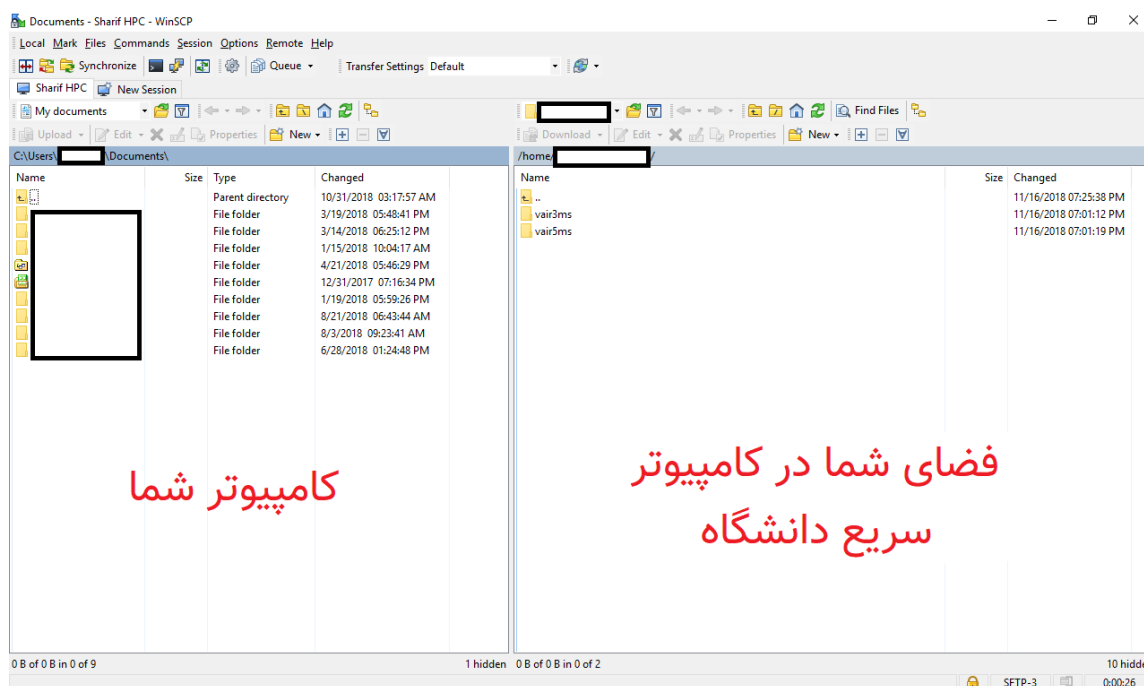 Documents - Sharif HPC - WinSCP
Local Mark Files Commands Session Options Remote Help
Synchronize Queue Transfer Settings Default
Sharif HPC New Session
My documents Find Files
Upload Edit Properties New Download Edit Properties New
C:\Users\ \Documents\ /home/ /
Name Size Type Changed Name Size Changed
.. Parent directory 10/31/2018 03:17:57 AM .. 11/16/2018 07:25:38 PM
File folder 3/19/2018 05:48:41 PM vair3ms 11/16/2018 07:01:12 PM
File folder 3/14/2018 06:25:12 PM vair5ms 11/16/2018 07:01:19 PM
File folder 1/15/2018 10:04:17 AM
File folder 4/21/2018 05:46:29 PM
File folder 12/31/2017 07:16:34 PM
File folder 1/19/2018 05:59:26 PM
File folder 8/21/2018 06:43:44 AM
File folder 8/3/2018 09:23:41 AM
File folder 6/28/2018 01:24:48 PM
کامپیوتر شما
فضای شما در کامپیوتر
سریع دانشگاه
0 B of 0 B in 0 of 9 1 hidden 0 B of 0 B in 0 of 2 10 hidde
SFTP-3 0:00:26